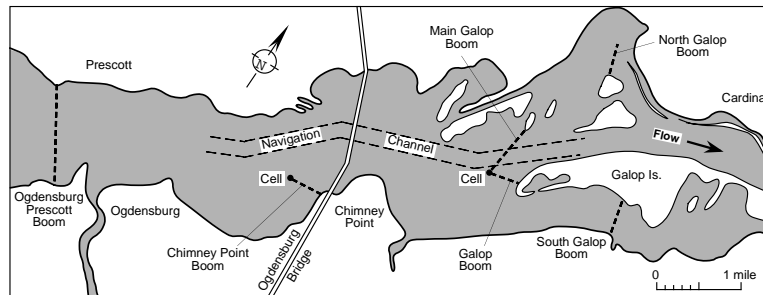 Prescott
N
Main Galop
Boom
North Galop
Boom
Cardina
Navigation
Channel
Flow
Cell
Cell
Galop Is.
Ogdensburg
Prescott
Boom
Ogdensburg
Chimney Point
Boom
Ogdensburg
Bridge
Chimney
Point
Galop
Boom
South Galop
Boom
0
1 mile